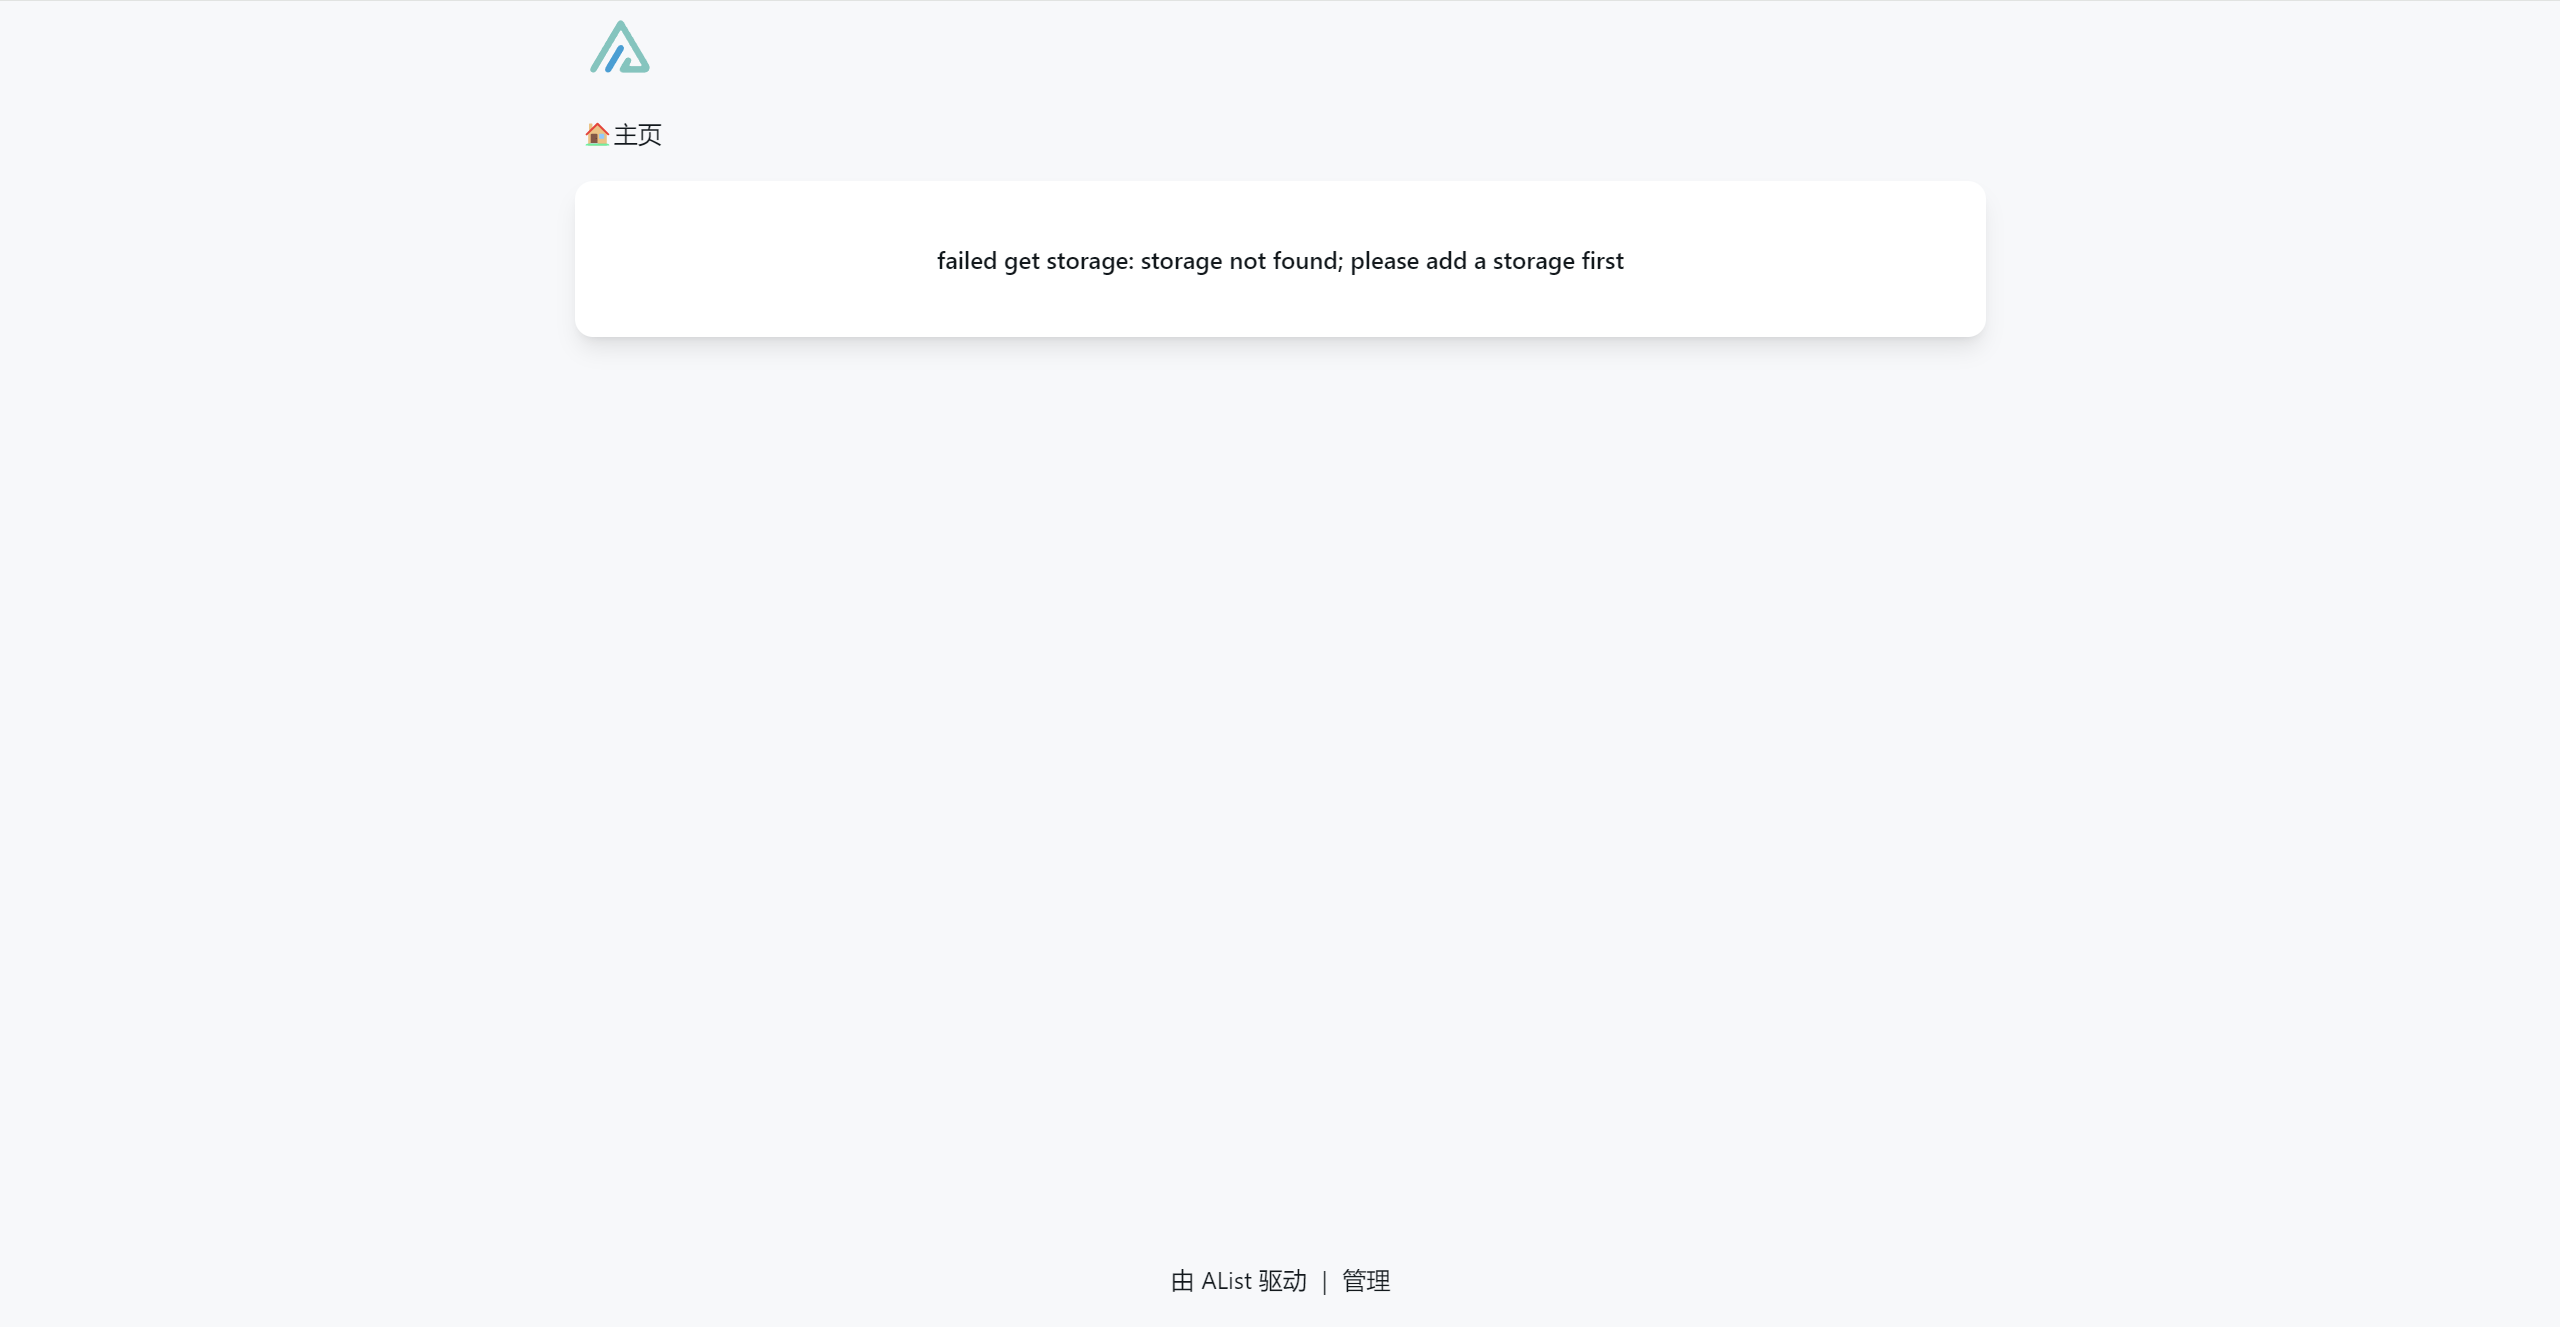 主页
failed get storage: storage not found; please add a storage first
由 AList 驱动 | 管理